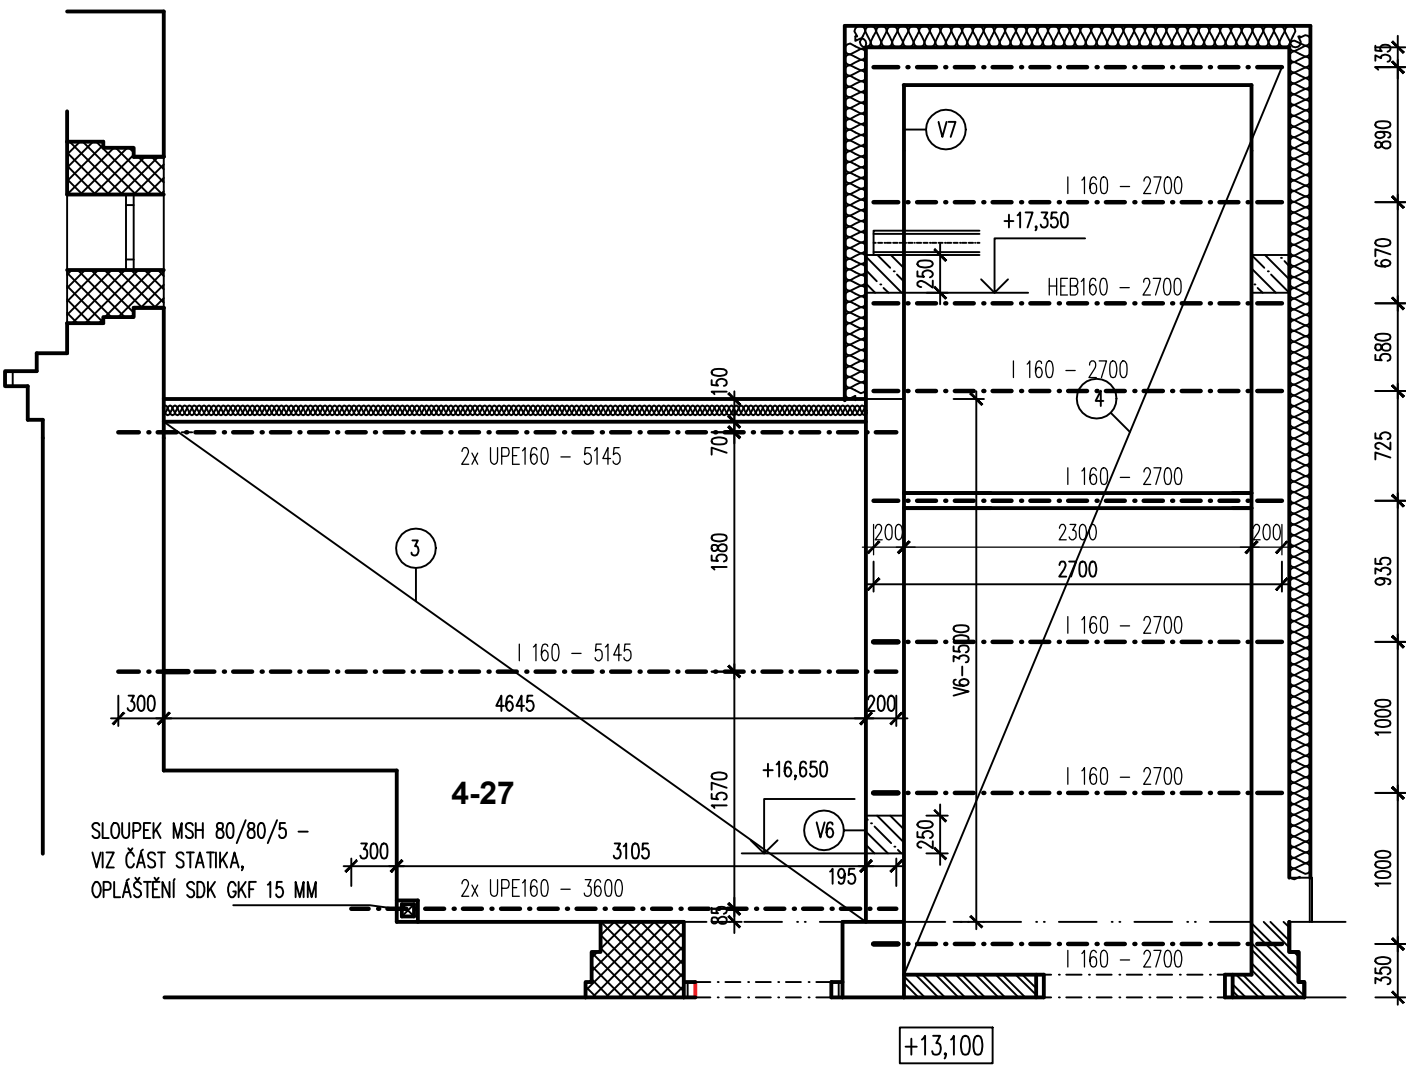 135
890
V7
I 160 – 2700
+17,350
670
250
HEB160 – 2700
580
150
I 160 – 2700
4
70
2x UPE160 – 5145
725
I 160 – 2700
3
1580
200
2300
200
935
2700
V6–3500
I 160 – 2700
I 160 – 5145
300
4645
200
1000
+16,650
I 160 – 2700
1570
4-27
SLOUPEK MSH 80/80/5 –
VIZ ČÁST STATIKA,
OPLÁŠTĚNÍ SDK GKF 15 MM
V6
250
300
3105
195
1000
2x UPE160 – 3600
85
I 160 – 2700
350
+13,100